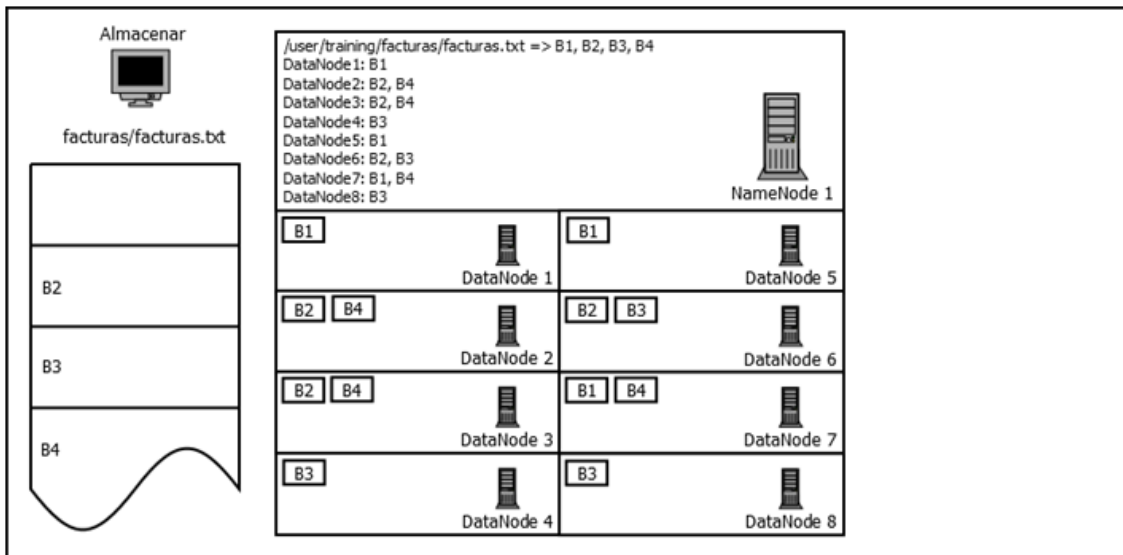 Almacenar
facturas/facturas.txt
B2
B3
B4
/user/training/facturas/facturas.txt => B1, B2, B3, B4
DataNode1: B1
DataNode2: B2, B4
DataNode3: B2, B4
DataNode4: B3
DataNode5: B1
DataNode6: B2, B3
DataNode7: B1, B4
DataNode8: B3
NameNode 1
B1
DataNode 1
B1
DataNode 5
B2 B4
DataNode 2
B2 B3
DataNode 6
B2 B4
DataNode 3
B1 B4
DataNode 7
B3
DataNode 4
B3
DataNode 8